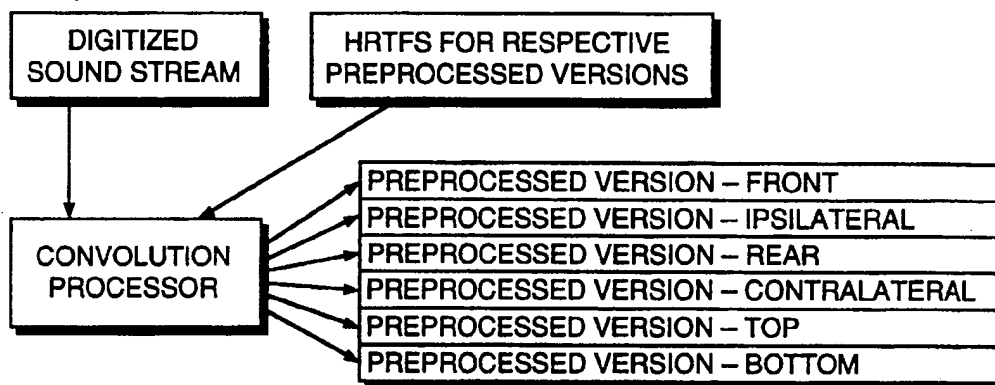 DIGITIZED
SOUND STREAM
HRTFS FOR RESPECTIVE
PREPROCESSED VERSIONS
CONVOLUTION
PROCESSOR
PREPROCESSED VERSION – FRONT
PREPROCESSED VERSION – IPSILATERAL
PREPROCESSED VERSION – REAR
PREPROCESSED VERSION – CONTRALATERAL
PREPROCESSED VERSION – TOP
PREPROCESSED VERSION – BOTTOM